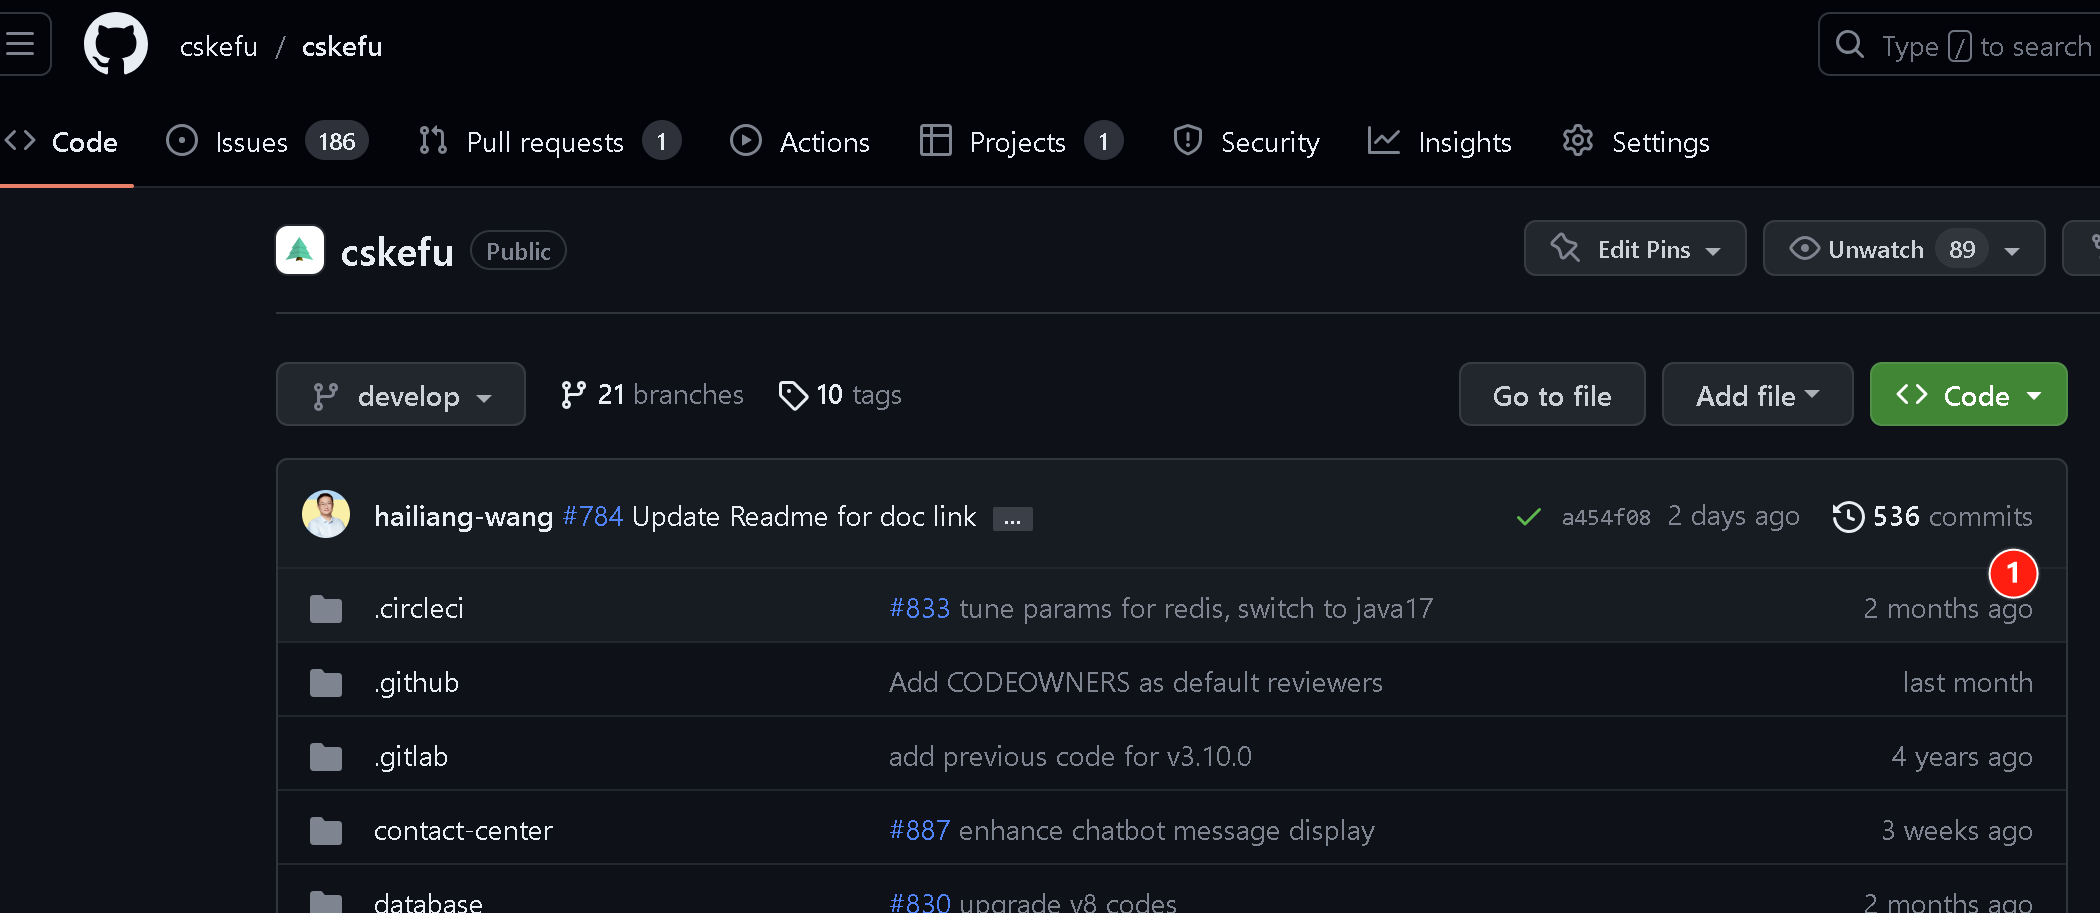 cskefu / cskefu
Type / to search
Code Issues 186 Pull requests 1 Actions Projects 1 Security Insights Settings
cskefu Public Edit Pins Unwatch 89
develop 21 branches 10 tags Go to file Add file Code
hailiang-wang #784 Update Readme for doc link ... a454f08 2 days ago 536 commits
1
.circleci #833 tune params for redis, switch to java17 2 months ago
.github Add CODEOWNERS as default reviewers last month
.gitlab add previous code for v3.10.0 4 years ago
contact-center #887 enhance chatbot message display 3 weeks ago
database #830 upgrade v8 codes 2 months ago